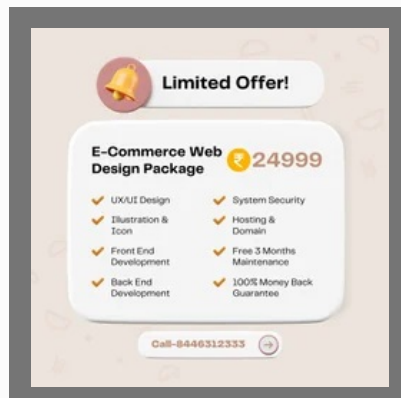 Limited Offer!
E-Commerce Web
Design Package
₹24999
UX/UI Design
Illustration &
Icon
Front End
Development
Back End
Development
System Security
Hosting &
Domain
Free 3 Months
Maintenance
100% Money Back
Guarantee
Call-8446312333